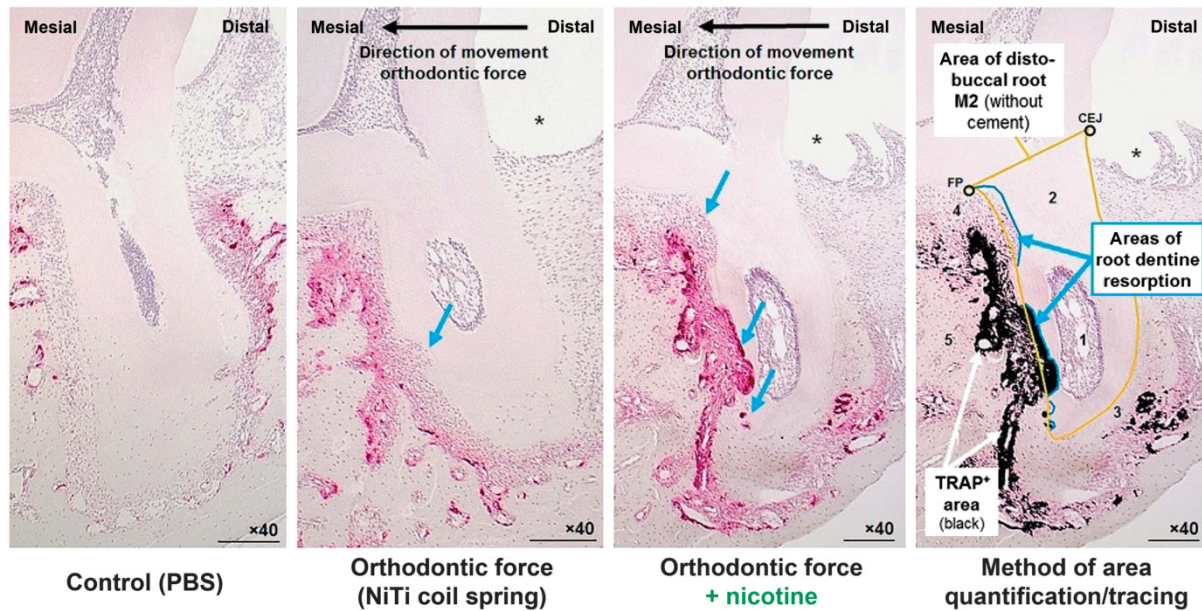 Mesial Distal
×40
Control (PBS)
Mesial Distal
Direction of movement
orthodontic force
*
×40
Orthodontic force
(NiTi coil spring)
Mesial Distal
Direction of movement
orthodontic force
*
×40
Orthodontic force
+ nicotine
Mesial Distal
Area of disto-
buccal root
M2 (without
cement)
CEJ
*
FP
4
2
Areas of
root dentine
resorption
5
1
3
TRAP⁺
area
(black)
×40
Method of area
quantification/tracing